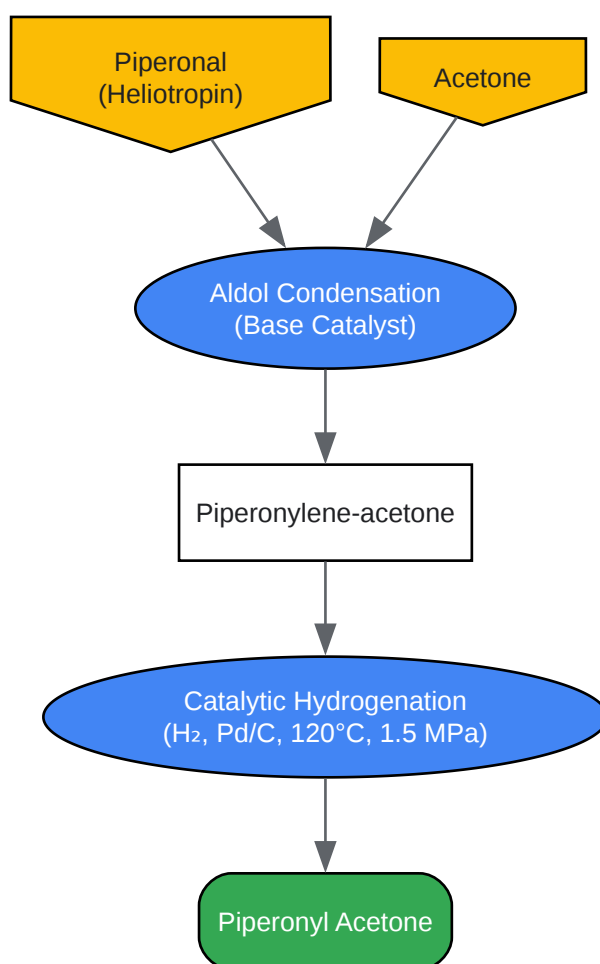 Piperonal
(Heliotropin)
Acetone
Aldol Condensation
(Base Catalyst)
Piperonylene-acetone
Catalytic Hydrogenation
(H₂, Pd/C, 120°C, 1.5 MPa)
Piperonyl Acetone